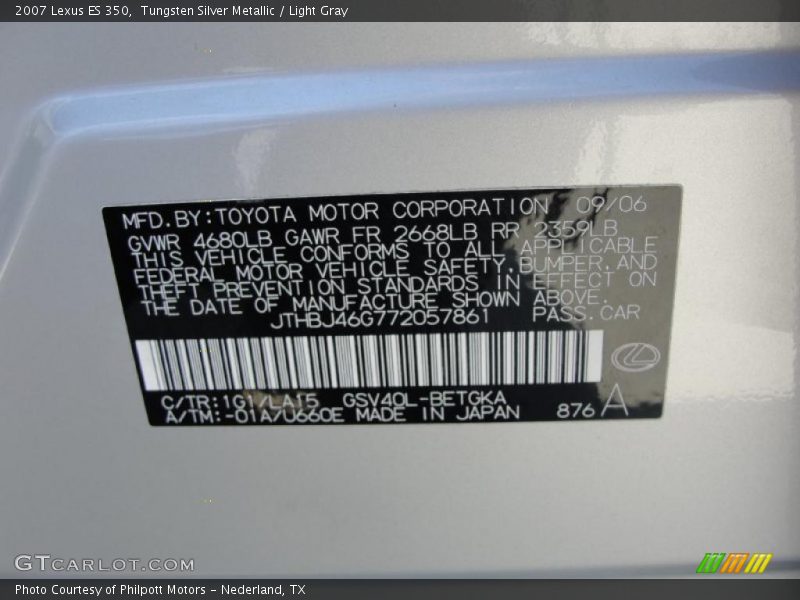 2007 Lexus ES 350, Tungsten Silver Metallic / Light Gray
MFD. BY: TOYOTA MOTOR CORPORATION 09/06
GVWR 4680LB GAWR FR 2668LB RR 2359LB
THIS VEHICLE CONFORMS TO ALL APPLICABLE
FEDERAL MOTOR VEHICLE SAFETY, BUMPER, AND
THEFT PREVENTION STANDARDS IN EFFECT ON
THE DATE OF MANUFACTURE SHOWN ABOVE.
JTHBJ46G772057861 PASS. CAR
C/TR: 1G1/LA15 GSV40L-BETGKA
A/TM: -01A/U660E MADE IN JAPAN 876 A
GTCARLOT.COM
Photo Courtesy of Philpott Motors - Nederland, TX